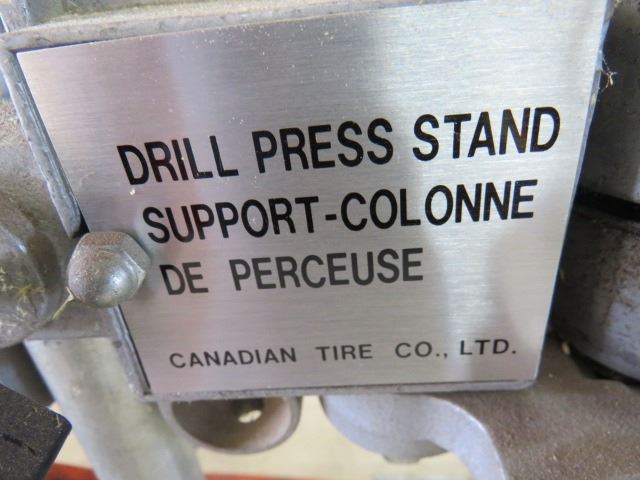 DRILL PRESS STAND
SUPPORT-COLONNE
DE PERCEUSE
CANADIAN TIRE CO., LTD.